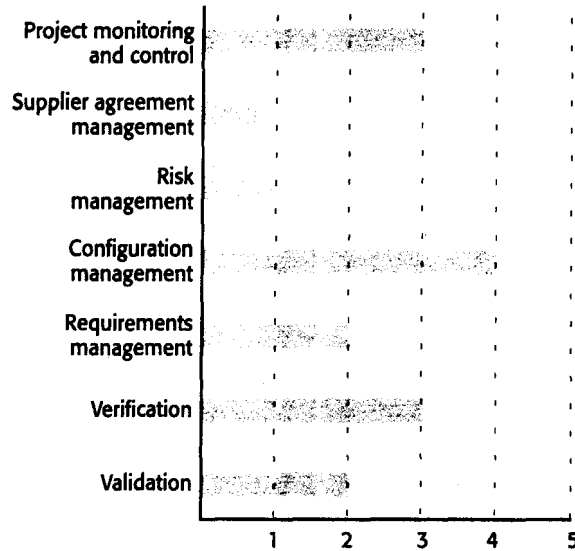 Project monitoring
and control
Supplier agreement
management
Risk
management
Configuration
management
Requirements
management
Verification
Validation
1 2 3 4 5